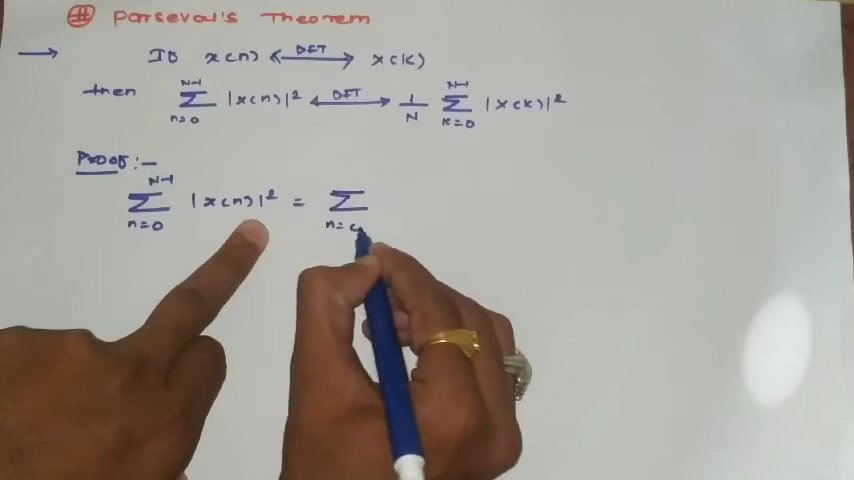 # Parseval's Theorem
→ If x(n) <-DFT-> X(k)
then N-1 Σ n=0 |x(n)|² <-DFT-> 1/N N-1 Σ k=0 |X(k)|²
Proof :-
N-1 Σ n=0 |x(n)|² = Σ n=